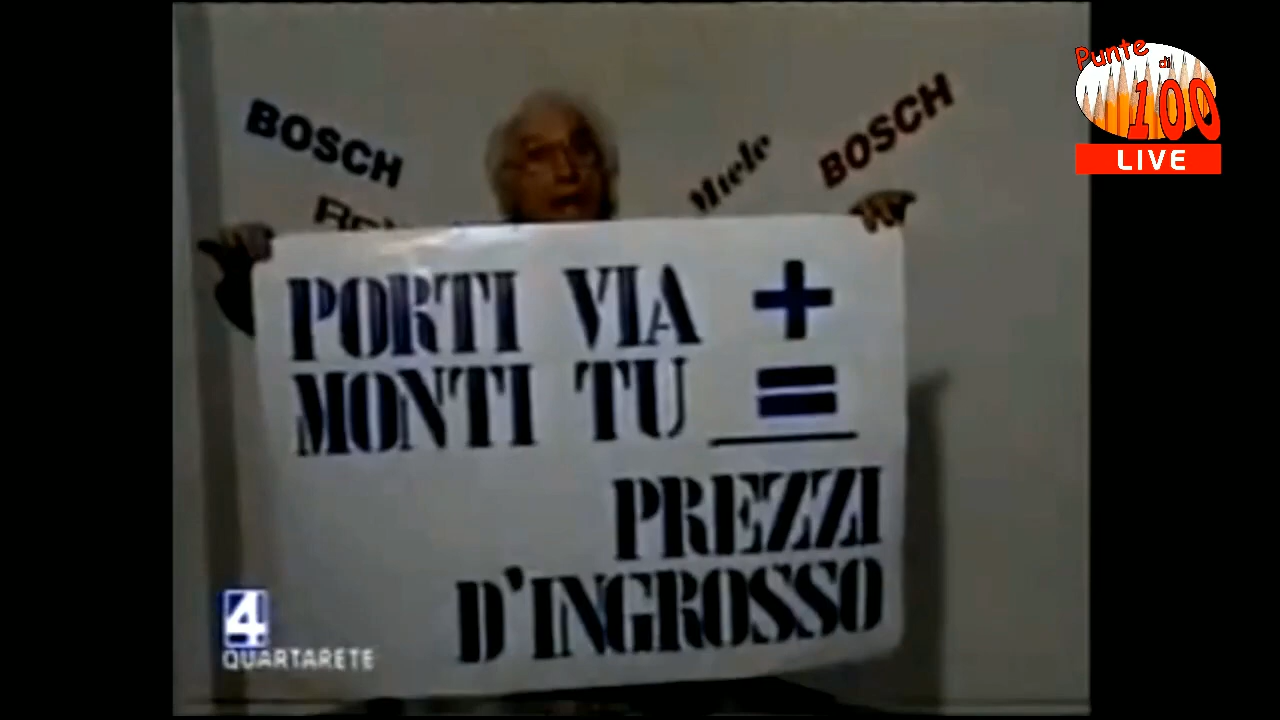 Punte
di
100
LIVE
BOSCH
Miele
BOSCH
PORTI VIA +
MONTI TU =
PREZZI
D'INGROSSO
4
QUARTARETE